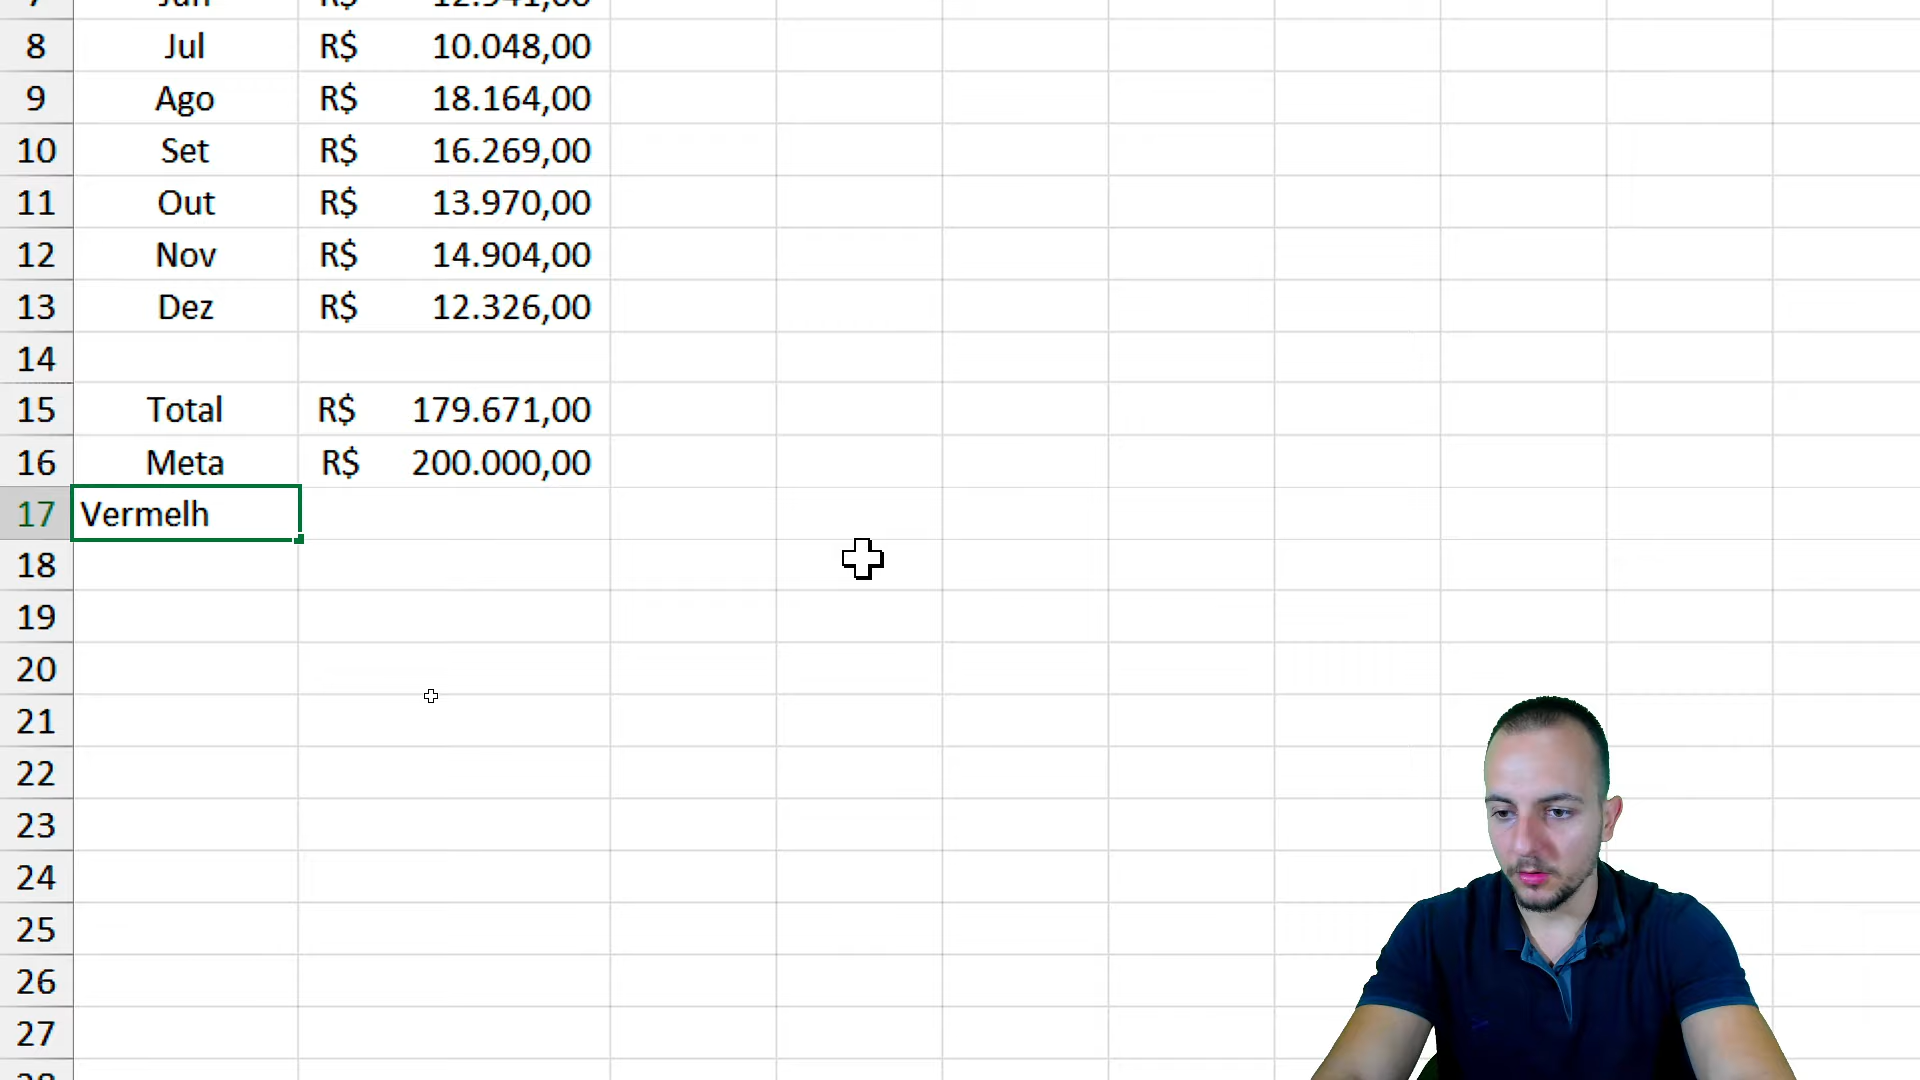 8 Jul R$ 10.048,00
9 Ago R$ 18.164,00
10 Set R$ 16.269,00
11 Out R$ 13.970,00
12 Nov R$ 14.904,00
13 Dez R$ 12.326,00
14
15 Total R$ 179.671,00
16 Meta R$ 200.000,00
17 Vermelh
18
19
20
21
22
23
24
25
26
27